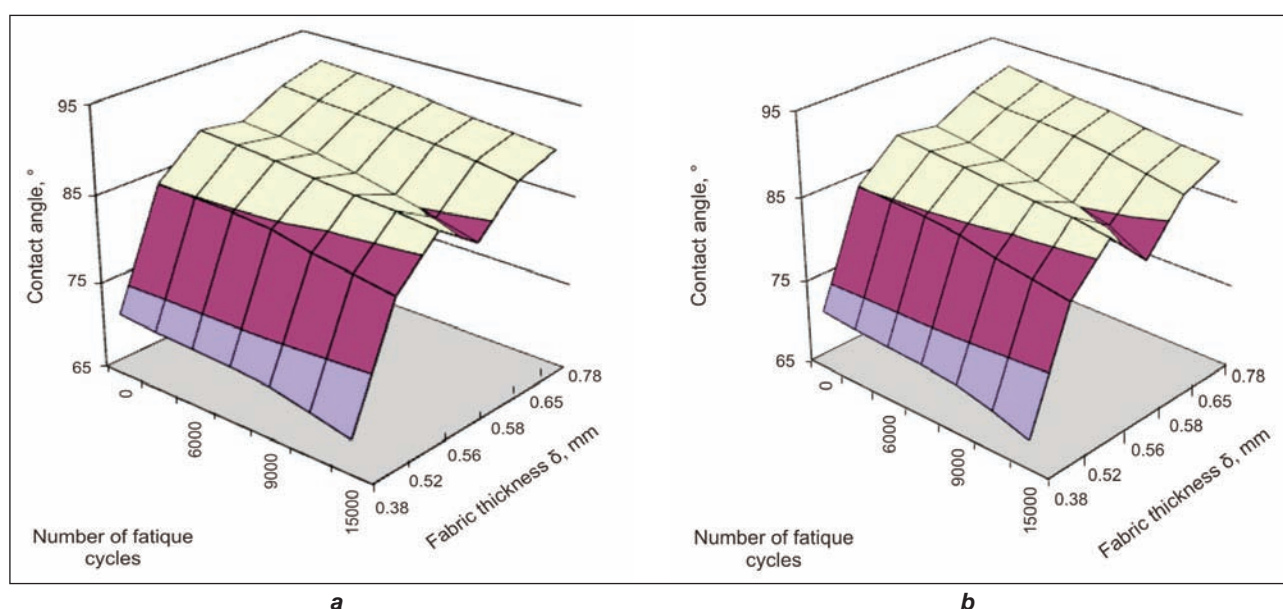 95
85
75
65
Contact angle, °
0
6000
9000
15000
Number of fatique
cycles
0.38
0.52
0.56
0.58
0.65
0.78
Fabric thickness δ, mm
a
95
85
75
65
Contact angle, °
0
6000
9000
15000
Number of fatique
cycles
0.38
0.52
0.56
0.58
0.65
0.78
Fabric thickness δ, mm
b